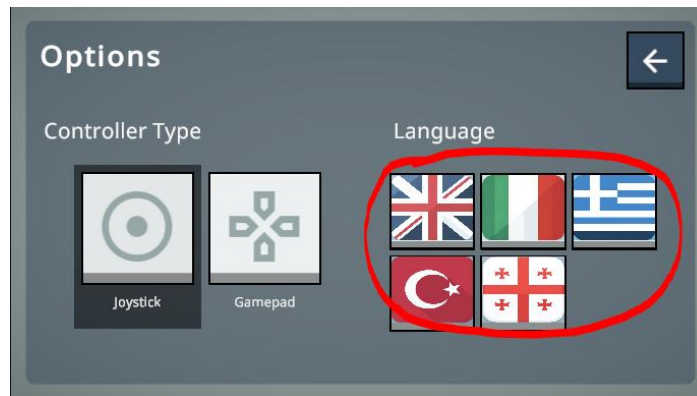 Options
Controller Type
Language
Joystick
Gamepad